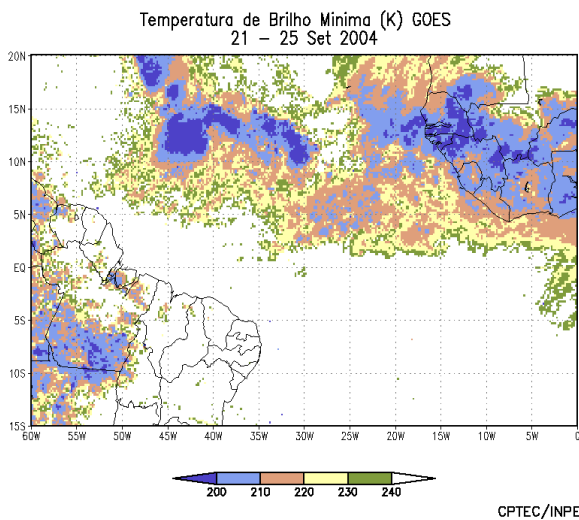 Temperatura de Brilho Minima (K) GOES
21 – 25 Set 2004
20N
15N
10N
5N
EQ
5S
10S
15S
60W 55W 50W 45W 40W 35W 30W 25W 20W 15W 10W 5W 0
200 210 220 230 240
CPTEC/INPE